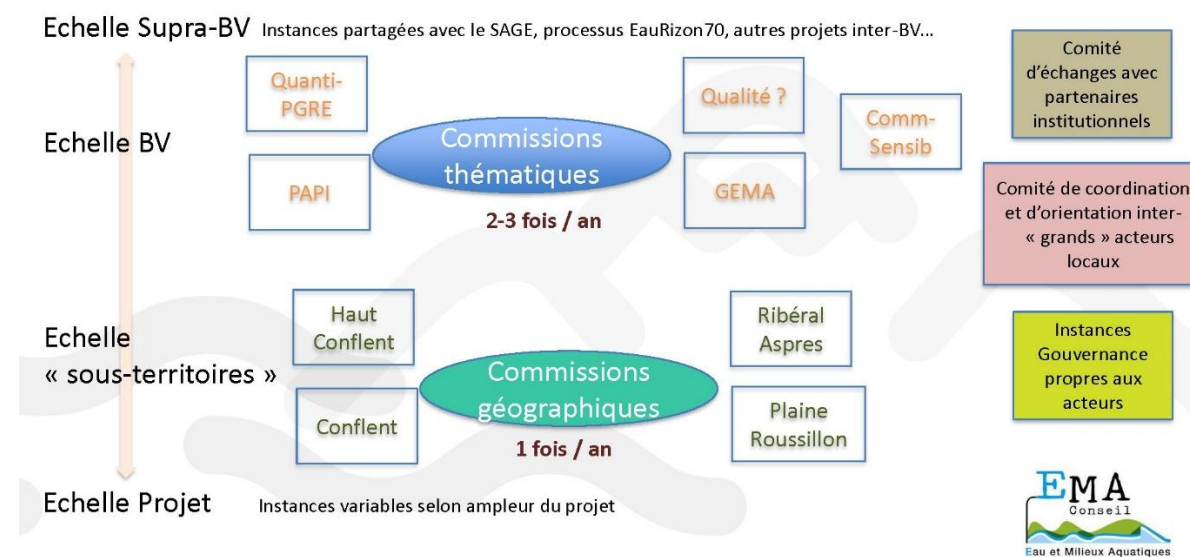 Echelle Supra-BV
Instances partagées avec le SAGE, processus EauRizon70, autres projets inter-BV...
Echelle BV
Quanti-
PGRE
PAPI
Commissions
thématiques
2-3 fois / an
Qualité ?
GEMA
Comm-
Sensib
Comité
d'échanges avec
partenaires
institutionnels
Comité de coordination
et d'orientation inter-
« grands » acteurs
locaux
Echelle
« sous-territoires »
Haut
Conflent
Conflent
Commissions
géographiques
1 fois / an
Ribéral
Aspres
Plaine
Roussillon
Instances
Gouvernance
propres aux
acteurs
Echelle Projet
Instances variables selon ampleur du projet
EMA
Conseil
Eau et Milieux Aquatiques